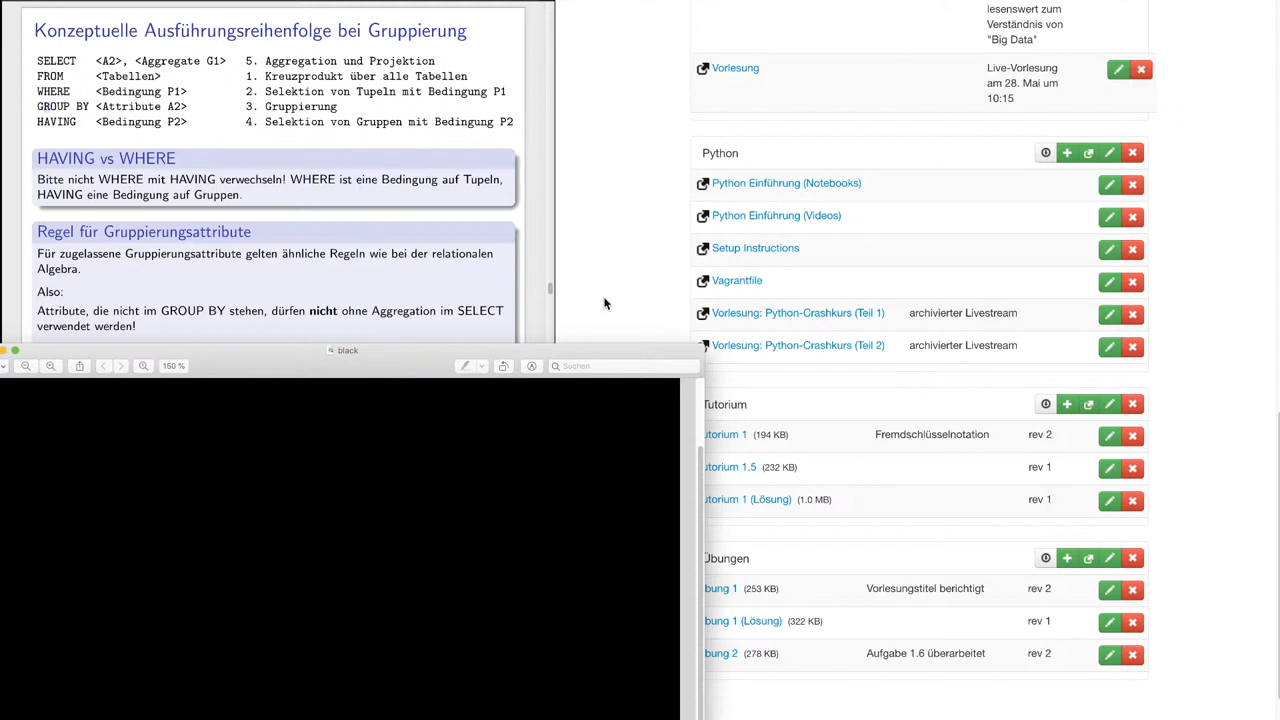 Konzeptuelle Ausführungsreihenfolge bei Gruppierung
SELECT <A2>, <Aggregate G1> 5. Aggregation und Projektion
FROM <Tabellen> 1. Kreuzprodukt über alle Tabellen
WHERE <Bedingung P1> 2. Selektion von Tupeln mit Bedingung P1
GROUP BY <Attribute A2> 3. Gruppierung
HAVING <Bedingung P2> 4. Selektion von Gruppen mit Bedingung P2
HAVING vs WHERE
Bitte nicht WHERE mit HAVING verwechseln! WHERE ist eine Bedingung auf Tupeln,
HAVING eine Bedingung auf Gruppen.
Regel für Gruppierungsattribute
Für zugelassene Gruppierungsattribute gelten ähnliche Regeln wie bei der relationalen
Algebra.
Also:
Attribute, die nicht im GROUP BY stehen, dürfen nicht ohne Aggregation im SELECT
verwendet werden!
black
150 %
Suchen
lesenswert zum
Verständnis von
"Big Data"
Vorlesung
Live-Vorlesung
am 28. Mai um
10:15
Python
Python Einführung (Notebooks)
Python Einführung (Videos)
Setup Instructions
Vagrantfile
Vorlesung: Python-Crashkurs (Teil 1) archivierter Livestream
Vorlesung: Python-Crashkurs (Teil 2) archivierter Livestream
Tutorium
utorium 1 (194 KB) Fremdschlüsselnotation rev 2
utorium 1.5 (232 KB) rev 1
utorium 1 (Lösung) (1.0 MB) rev 1
Übungen
bung 1 (253 KB) Vorlesungstitel berichtigt rev 2
bung 1 (Lösung) (322 KB) rev 1
bung 2 (278 KB) Aufgabe 1.6 überarbeitet rev 2